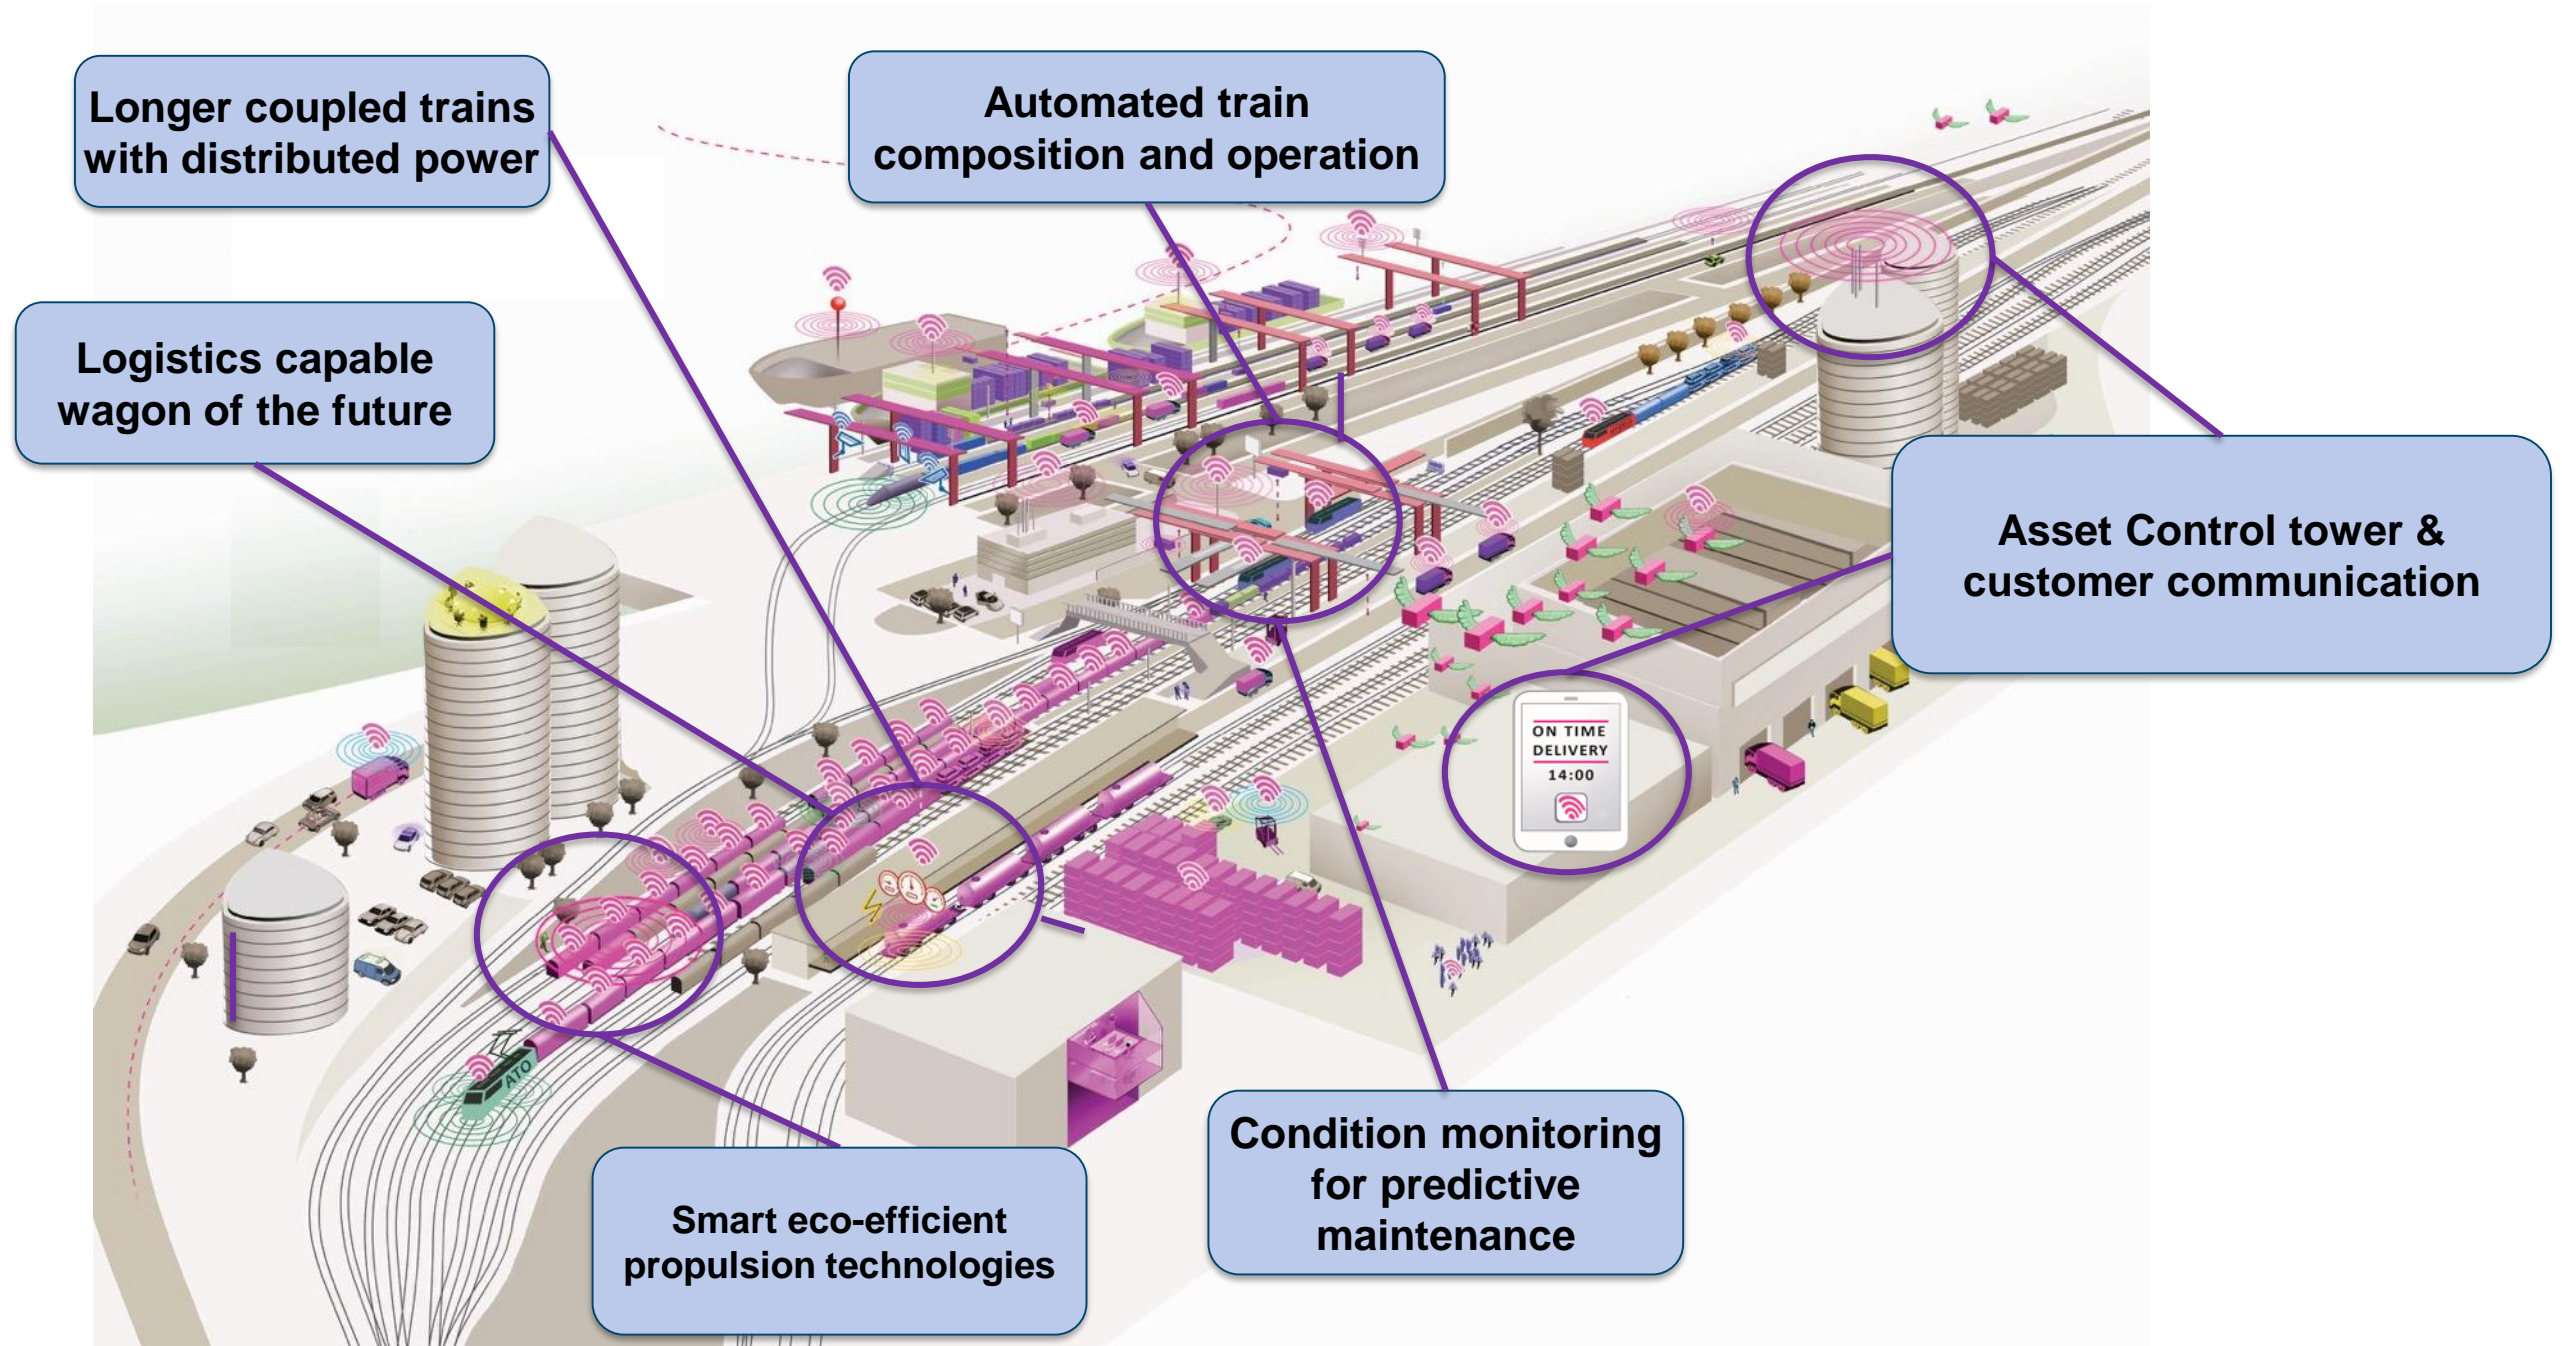 Longer coupled trains
with distributed power
Automated train
composition and operation
Logistics capable
wagon of the future
Asset Control tower &
customer communication
ON TIME
DELIVERY
14:00
ATO
Condition monitoring
for predictive
maintenance
Smart eco-efficient
propulsion technologies